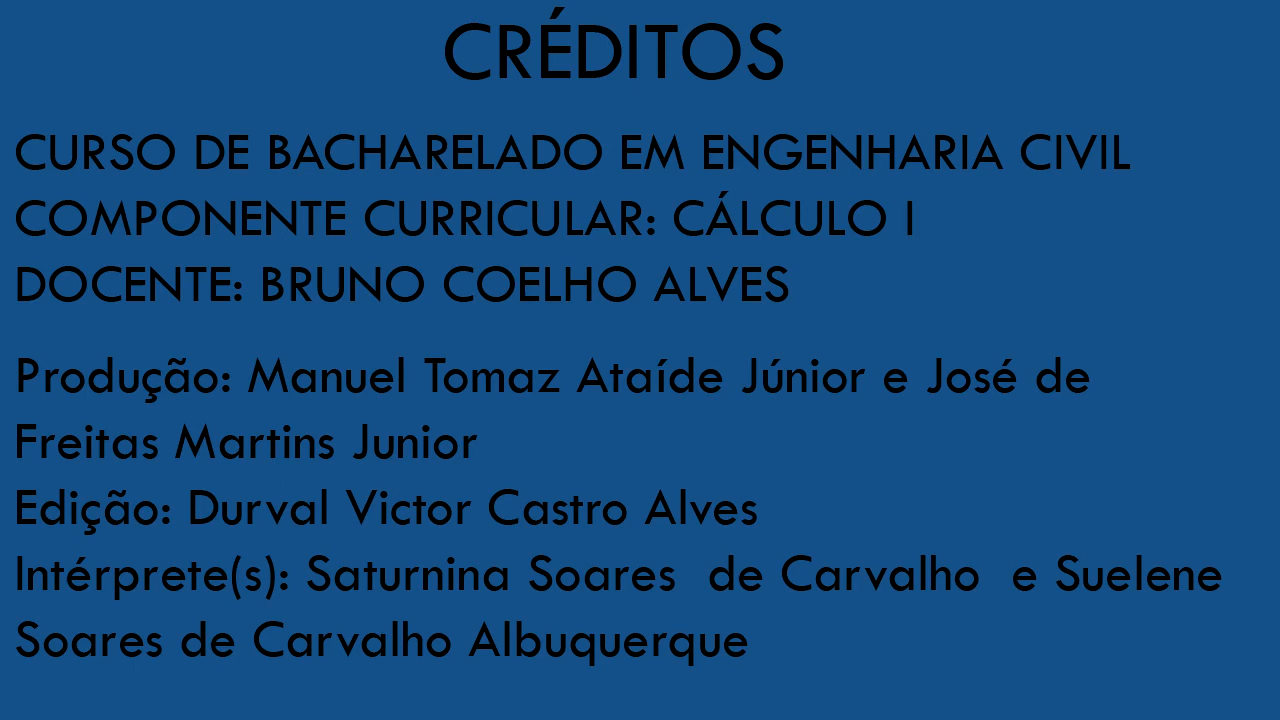 CRÉDITOS
CURSO DE BACHARELADO EM ENGENHARIA CIVIL
COMPONENTE CURRICULAR: CÁLCULO I
DOCENTE: BRUNO COELHO ALVES
Produção: Manuel Tomaz Ataíde Júnior e José de
Freitas Martins Junior
Edição: Durval Victor Castro Alves
Intérprete(s): Saturnina Soares  de Carvalho  e Suelene
Soares de Carvalho Albuquerque